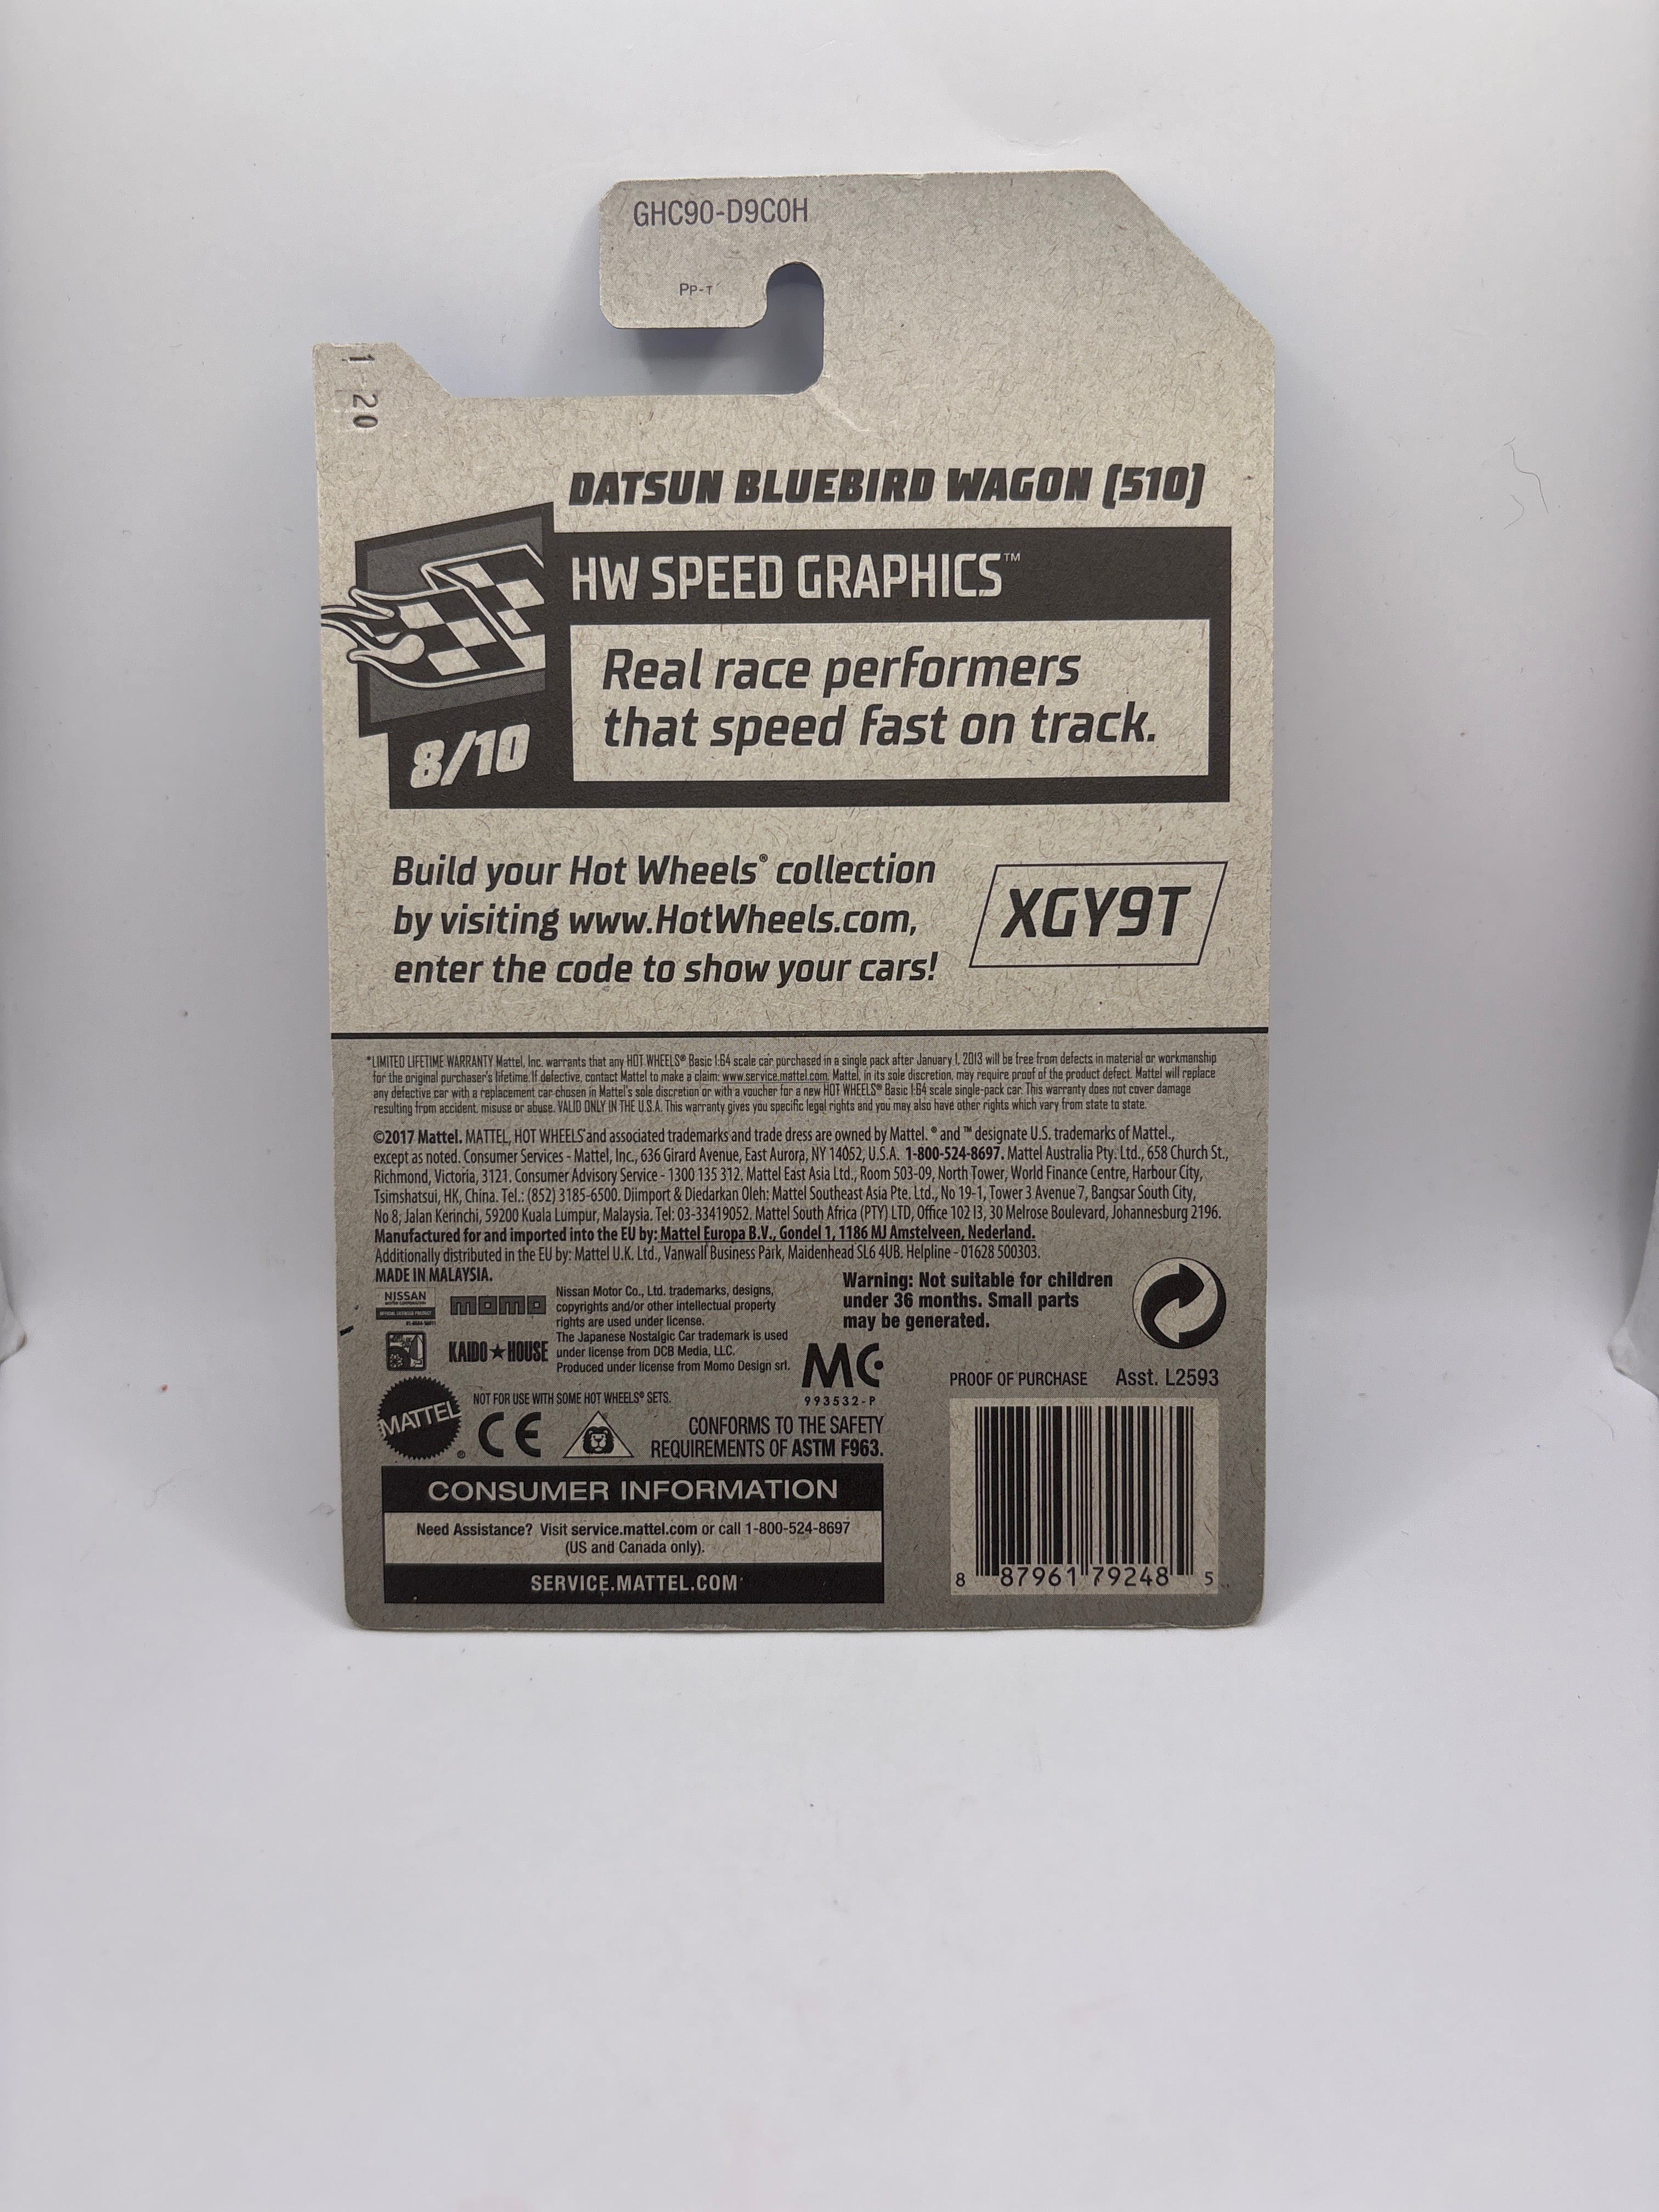 GHC90-D9C0H
Pp-T
1 - 20
DATSUN BLUEBIRD WAGON (510)
HW SPEED GRAPHICS™
Real race performers
that speed fast on track.
8/10
Build your Hot Wheels® collection
by visiting www.HotWheels.com,
enter the code to show your cars!
XGY9T
*LIMITED LIFETIME WARRANTY Mattel, Inc. warrants that any HOT WHEELS® Basic 1:64 scale car purchased in a single pack after January 1, 2013 will be free from defects in material or workmanship
for the original purchaser's lifetime. If defective, contact Mattel to make a claim: www.service.mattel.com. Mattel, in its sole discretion, may require proof of the product defect. Mattel will replace
any defective car with a replacement car chosen in Mattel's sole discretion or with a voucher for a new HOT WHEELS® Basic 1:64 scale single-pack car. This warranty does not cover damage
resulting from accident, misuse or abuse. VALID ONLY IN THE U.S.A. This warranty gives you specific legal rights and you may also have other rights which vary from state to state.
©2017 Mattel. MATTEL, HOT WHEELS and associated trademarks and trade dress are owned by Mattel. ® and ™ designate U.S. trademarks of Mattel.,
except as noted. Consumer Services - Mattel, Inc., 636 Girard Avenue, East Aurora, NY 14052, U.S.A. 1-800-524-8697. Mattel Australia Pty. Ltd., 658 Church St.,
Richmond, Victoria, 3121. Consumer Advisory Service - 1300 135 312. Mattel East Asia Ltd., Room 503-09, North Tower, World Finance Centre, Harbour City,
Tsimshatsui, HK, China. Tel.: (852) 3185-6500. Diimport & Diedarkan Oleh: Mattel Southeast Asia Pte. Ltd., No 19-1, Tower 3 Avenue 7, Bangsar South City,
No 8, Jalan Kerinchi, 59200 Kuala Lumpur, Malaysia. Tel: 03-33419052. Mattel South Africa (PTY) LTD, Office 102 I3, 30 Melrose Boulevard, Johannesburg 2196.
Manufactured for and imported into the EU by: Mattel Europa B.V., Gondel 1, 1186 MJ Amstelveen, Nederland.
Additionally distributed in the EU by: Mattel U.K. Ltd., Vanwall Business Park, Maidenhead SL6 4UB. Helpline - 01628 500303.
MADE IN MALAYSIA.
NISSAN
MOTOR CORPORATION
OFFICIAL LICENSED PRODUCT
momo
KAIDO★HOUSE
Nissan Motor Co., Ltd. trademarks, designs,
copyrights and/or other intellectual property
rights are used under license.
The Japanese Nostalgic Car trademark is used
under license from DCB Media, LLC.
Produced under license from Momo Design srl.
Warning: Not suitable for children
under 36 months. Small parts
may be generated.
MC
993532-P
PROOF OF PURCHASE
Asst. L2593
MATTEL®
NOT FOR USE WITH SOME HOT WHEELS® SETS.
CE
CONFORMS TO THE SAFETY
REQUIREMENTS OF ASTM F963.
CONSUMER INFORMATION
Need Assistance? Visit service.mattel.com or call 1-800-524-8697
(US and Canada only).
SERVICE.MATTEL.COM
8 87961 79248 5